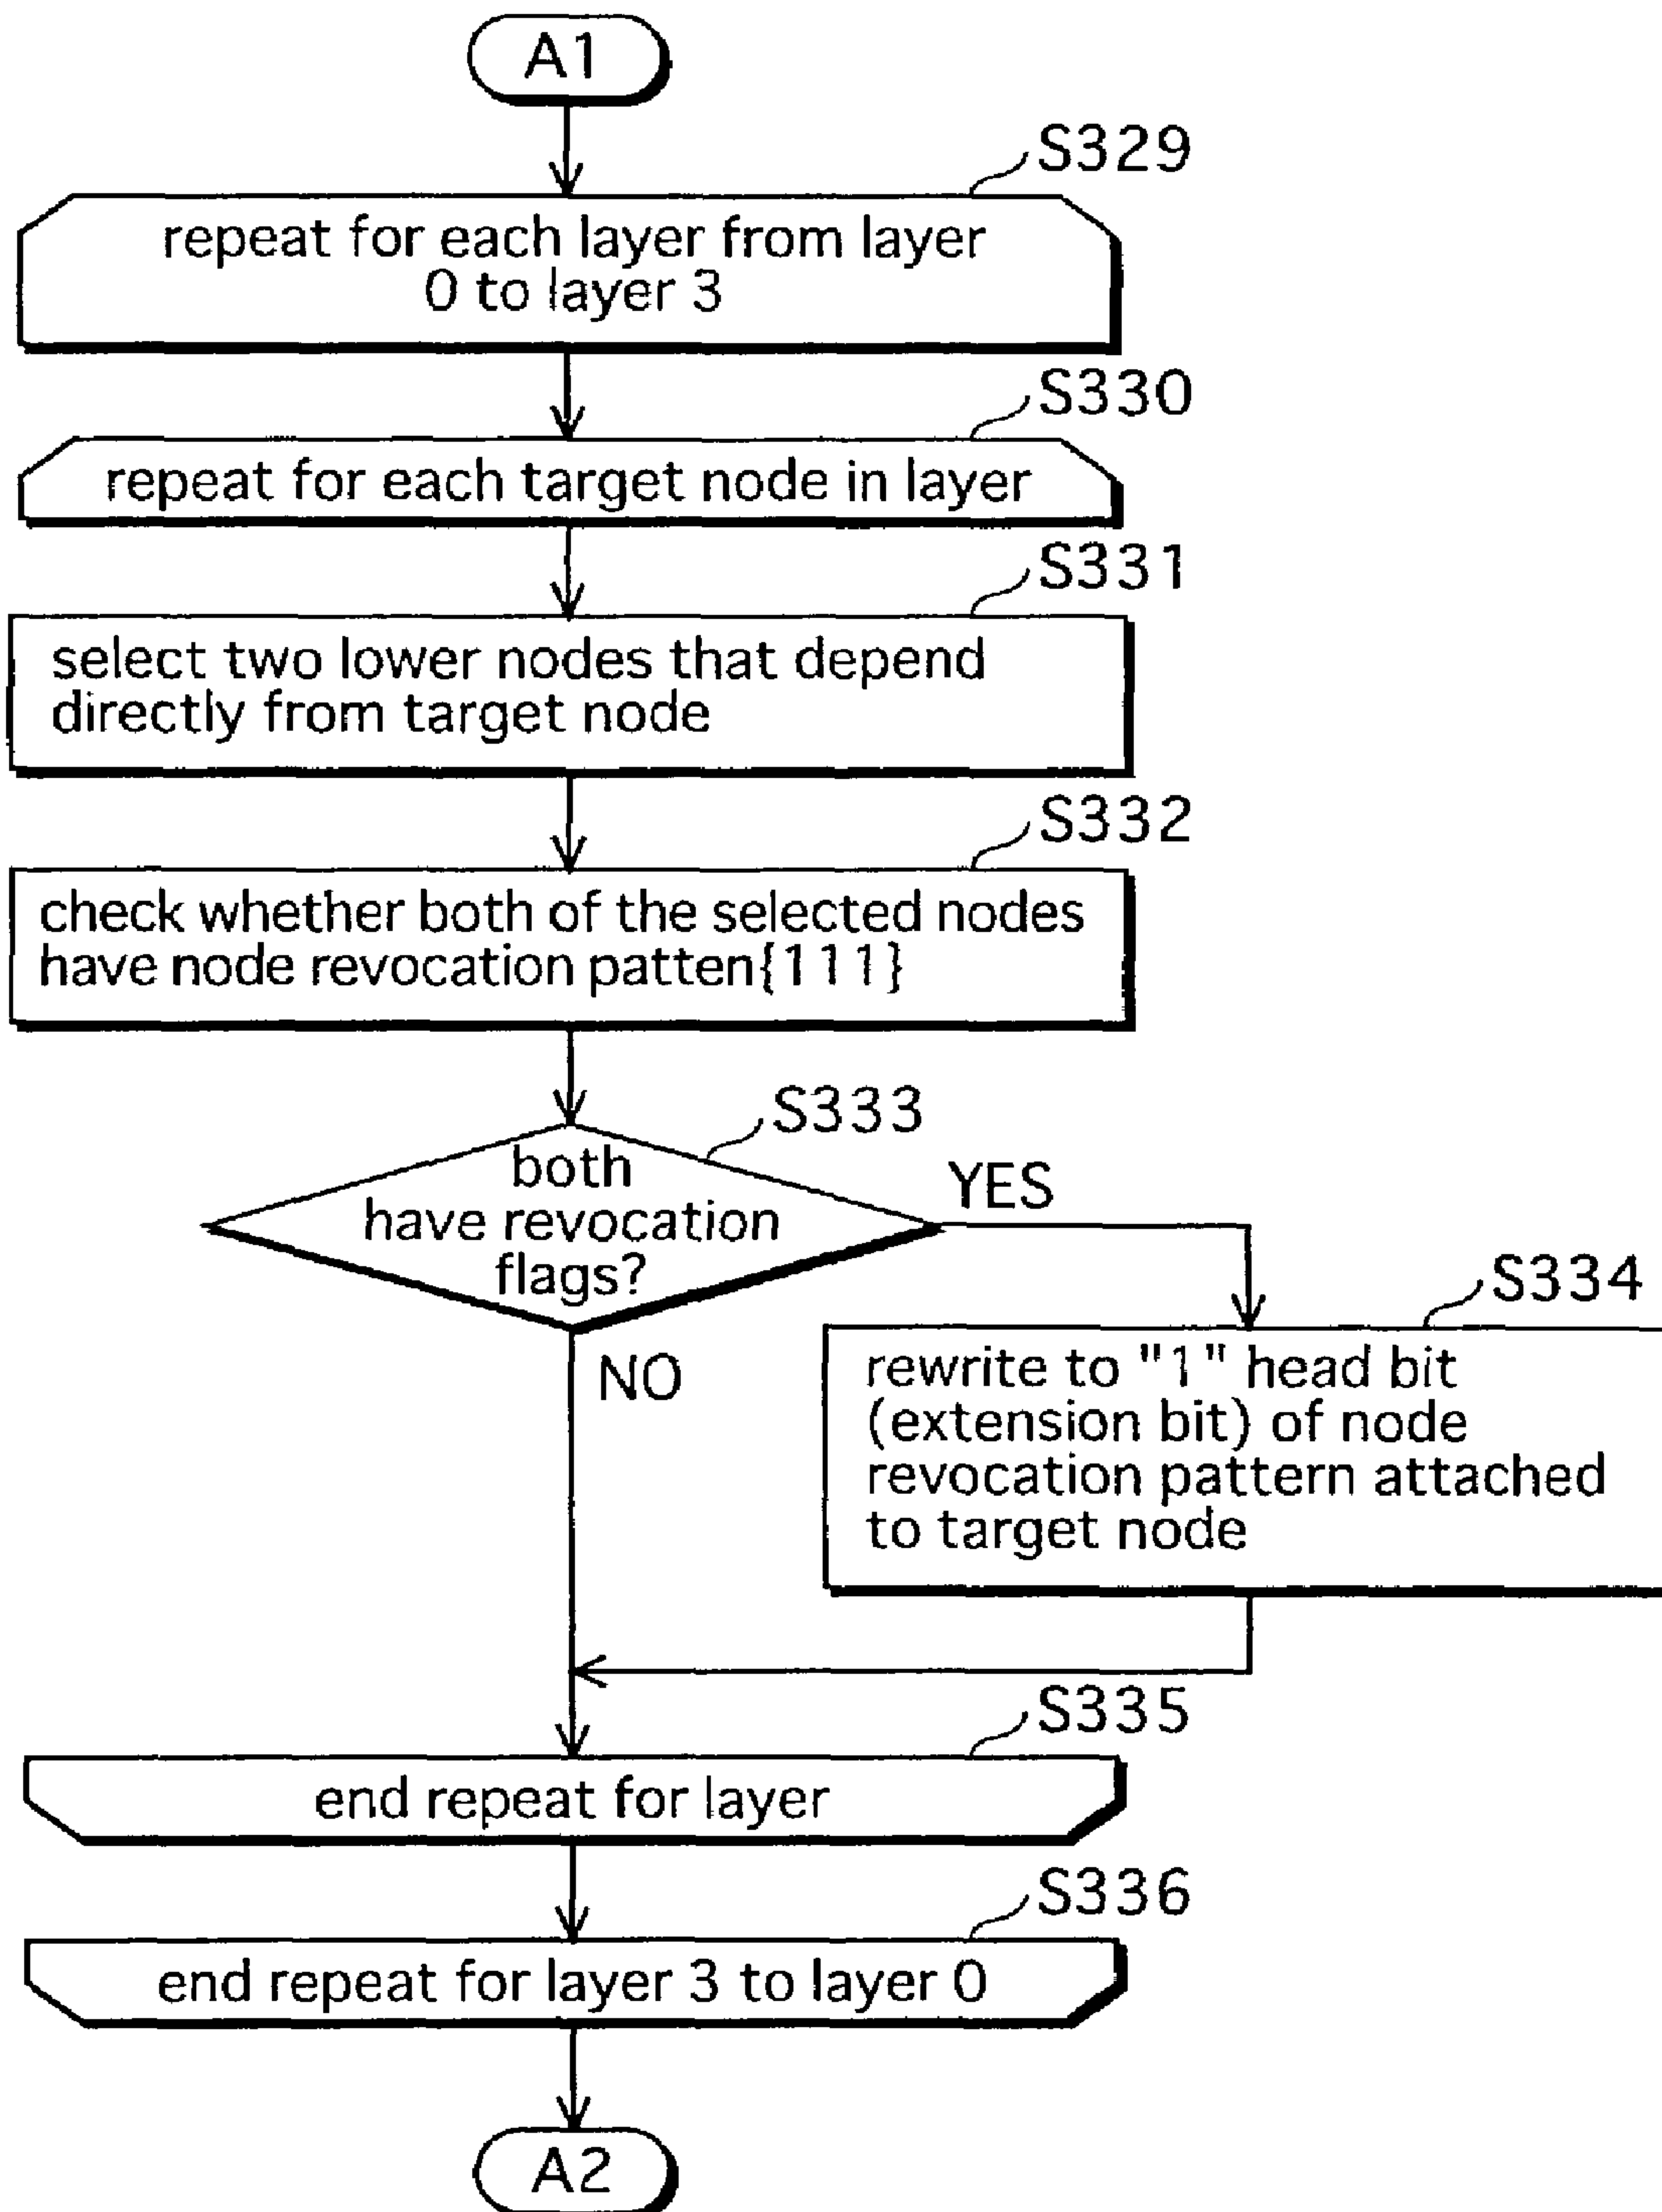 A1
S329
repeat for each layer from layer
0 to layer 3
S330
repeat for each target node in layer
S331
select two lower nodes that depend
directly from target node
S332
check whether both of the selected nodes
have node revocation patten{111}
S333
both
have revocation
flags?
YES
NO
S334
rewrite to "1" head bit
(extension bit) of node
revocation pattern attached
to target node
S335
end repeat for layer
S336
end repeat for layer 3 to layer 0
A2